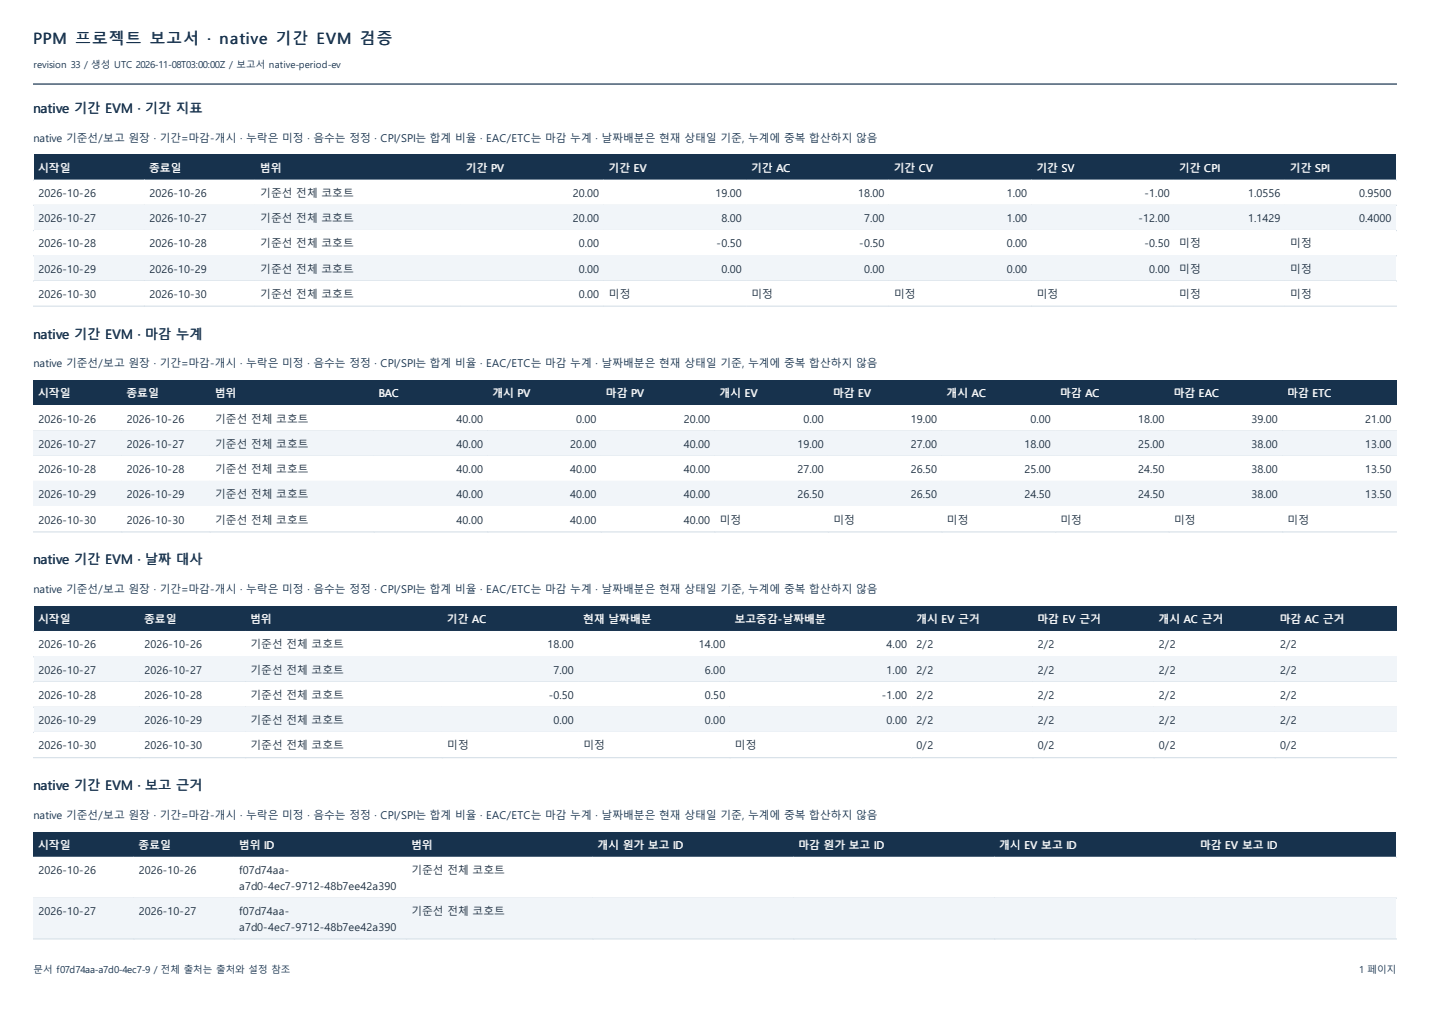 PPM 프로젝트 보고서 · native 기간 EVM 검증
revision 33 / 생성 UTC 2026-11-08T03:00:00Z / 보고서 native-period-ev
native 기간 EVM · 기간 지표
native 기준선/보고 원장 · 기간=마감-개시 · 누락은 미정 · 음수는 정정 · CPI/SPI는 합계 비율 · EAC/ETC는 마감 누계 · 날짜배분은 현재 상태일 기준, 누계에 중복 합산하지 않음
시작일 종료일 범위 기간 PV 기간 EV 기간 AC 기간 CV 기간 SV 기간 CPI 기간 SPI
2026-10-26 2026-10-26 기준선 전체 코호트 20.00 19.00 18.00 1.00 -1.00 1.0556 0.9500
2026-10-27 2026-10-27 기준선 전체 코호트 20.00 8.00 7.00 1.00 -12.00 1.1429 0.4000
2026-10-28 2026-10-28 기준선 전체 코호트 0.00 -0.50 -0.50 0.00 -0.50 미정 미정
2026-10-29 2026-10-29 기준선 전체 코호트 0.00 0.00 0.00 0.00 0.00 미정 미정
2026-10-30 2026-10-30 기준선 전체 코호트 0.00 미정 미정 미정 미정 미정 미정
native 기간 EVM · 마감 누계
native 기준선/보고 원장 · 기간=마감-개시 · 누락은 미정 · 음수는 정정 · CPI/SPI는 합계 비율 · EAC/ETC는 마감 누계 · 날짜배분은 현재 상태일 기준, 누계에 중복 합산하지 않음
시작일 종료일 범위 BAC 개시 PV 마감 PV 개시 EV 마감 EV 개시 AC 마감 AC 마감 EAC 마감 ETC
2026-10-26 2026-10-26 기준선 전체 코호트 40.00 0.00 20.00 0.00 19.00 0.00 18.00 39.00 21.00
2026-10-27 2026-10-27 기준선 전체 코호트 40.00 20.00 40.00 19.00 27.00 18.00 25.00 38.00 13.00
2026-10-28 2026-10-28 기준선 전체 코호트 40.00 40.00 40.00 27.00 26.50 25.00 24.50 38.00 13.50
2026-10-29 2026-10-29 기준선 전체 코호트 40.00 40.00 40.00 26.50 26.50 24.50 24.50 38.00 13.50
2026-10-30 2026-10-30 기준선 전체 코호트 40.00 40.00 40.00 미정 미정 미정 미정 미정 미정
native 기간 EVM · 날짜 대사
native 기준선/보고 원장 · 기간=마감-개시 · 누락은 미정 · 음수는 정정 · CPI/SPI는 합계 비율 · EAC/ETC는 마감 누계 · 날짜배분은 현재 상태일 기준, 누계에 중복 합산하지 않음
시작일 종료일 범위 기간 AC 현재 날짜배분 보고증감-날짜배분 개시 EV 근거 마감 EV 근거 개시 AC 근거 마감 AC 근거
2026-10-26 2026-10-26 기준선 전체 코호트 18.00 14.00 4.00 2/2 2/2 2/2 2/2
2026-10-27 2026-10-27 기준선 전체 코호트 7.00 6.00 1.00 2/2 2/2 2/2 2/2
2026-10-28 2026-10-28 기준선 전체 코호트 -0.50 0.50 -1.00 2/2 2/2 2/2 2/2
2026-10-29 2026-10-29 기준선 전체 코호트 0.00 0.00 0.00 2/2 2/2 2/2 2/2
2026-10-30 2026-10-30 기준선 전체 코호트 미정 미정 미정 0/2 0/2 0/2 0/2
native 기간 EVM · 보고 근거
native 기준선/보고 원장 · 기간=마감-개시 · 누락은 미정 · 음수는 정정 · CPI/SPI는 합계 비율 · EAC/ETC는 마감 누계 · 날짜배분은 현재 상태일 기준, 누계에 중복 합산하지 않음
시작일 종료일 범위 ID 범위 개시 원가 보고 ID 마감 원가 보고 ID 개시 EV 보고 ID 마감 EV 보고 ID
2026-10-26 2026-10-26 f07d74aa- 기준선 전체 코호트
a7d0-4ec7-9712-48b7ee42a390
2026-10-27 2026-10-27 f07d74aa- 기준선 전체 코호트
a7d0-4ec7-9712-48b7ee42a390
문서 f07d74aa-a7d0-4ec7-9 / 전체 출처는 출처와 설정 참조 1 페이지